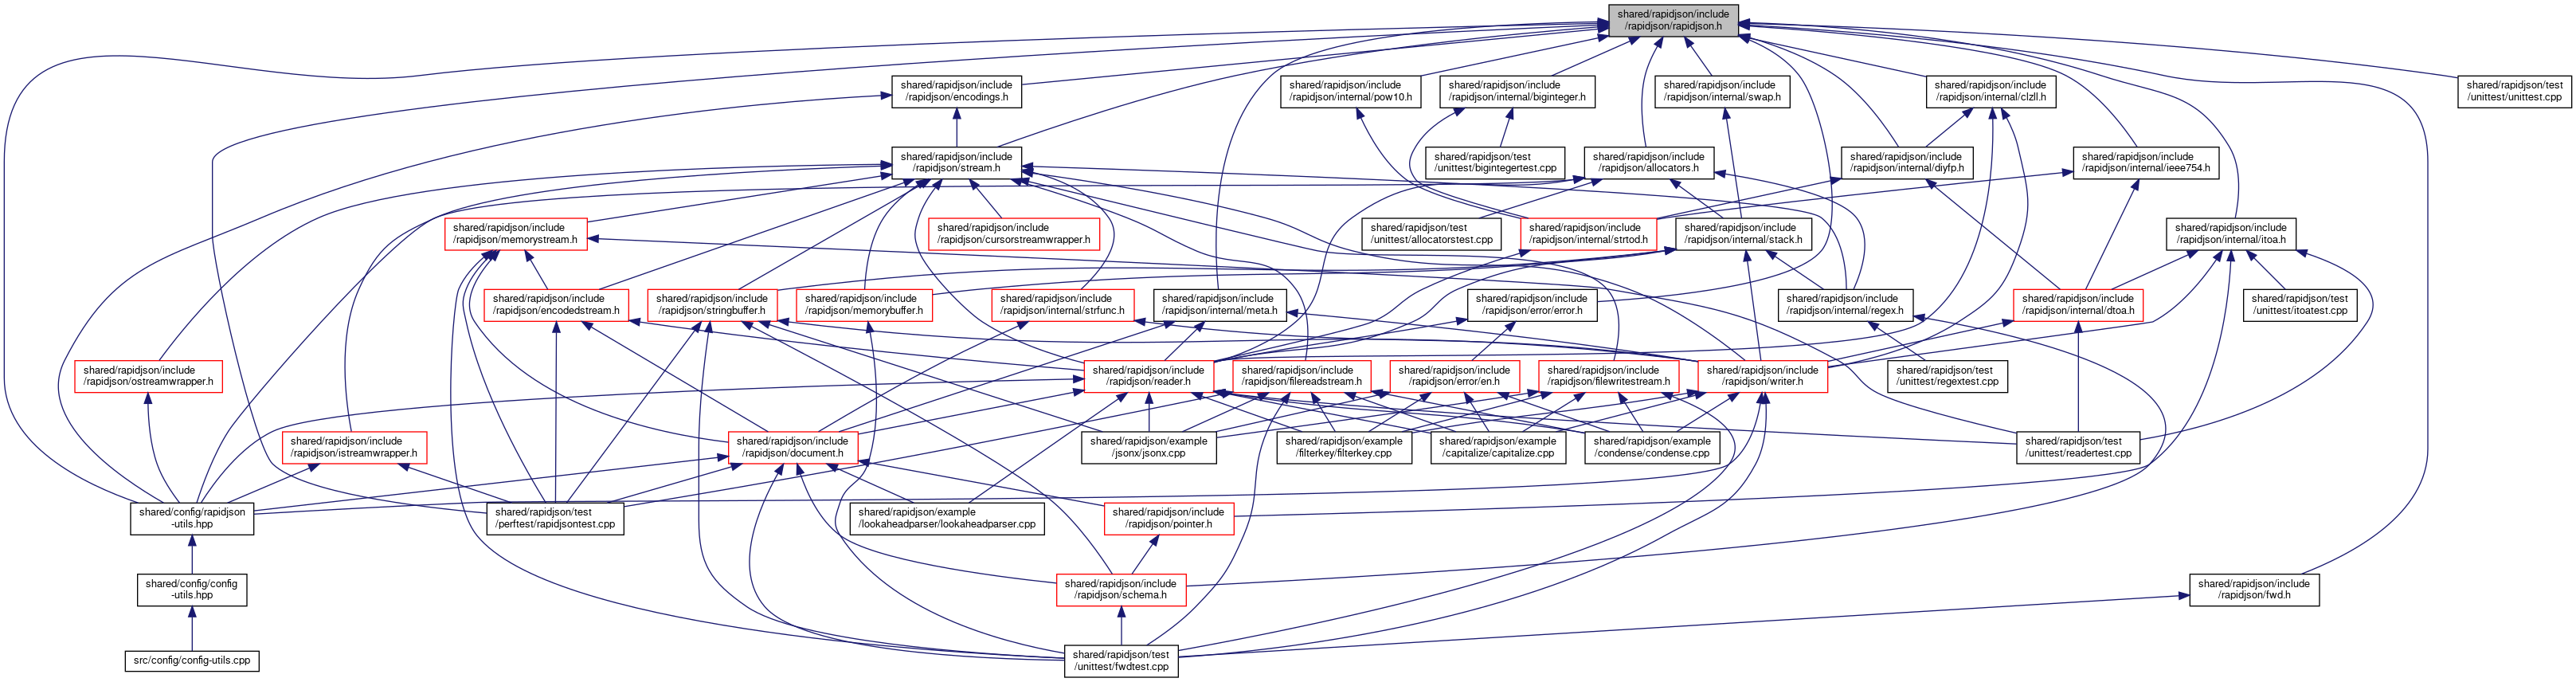 shared/rapidjson/include
/rapidjson/rapidjson.h
shared/rapidjson/include
/rapidjson/encodings.h
shared/rapidjson/include
/rapidjson/internal/pow10.h
shared/rapidjson/include
/rapidjson/internal/biginteger.h
shared/rapidjson/include
/rapidjson/internal/swap.h
shared/rapidjson/include
/rapidjson/internal/clzll.h
shared/rapidjson/test
/unittest/unittest.cpp
shared/rapidjson/include
/rapidjson/stream.h
shared/rapidjson/test
/unittest/bigintegertest.cpp
shared/rapidjson/include
/rapidjson/allocators.h
shared/rapidjson/include
/rapidjson/internal/diyfp.h
shared/rapidjson/include
/rapidjson/internal/ieee754.h
shared/rapidjson/include
/rapidjson/memorystream.h
shared/rapidjson/include
/rapidjson/cursorstreamwrapper.h
shared/rapidjson/test
/unittest/allocatorstest.cpp
shared/rapidjson/include
/rapidjson/internal/strtod.h
shared/rapidjson/include
/rapidjson/internal/stack.h
shared/rapidjson/include
/rapidjson/internal/itoa.h
shared/rapidjson/include
/rapidjson/encodedstream.h
shared/rapidjson/include
/rapidjson/stringbuffer.h
shared/rapidjson/include
/rapidjson/memorybuffer.h
shared/rapidjson/include
/rapidjson/internal/strfunc.h
shared/rapidjson/include
/rapidjson/internal/meta.h
shared/rapidjson/include
/rapidjson/error/error.h
shared/rapidjson/include
/rapidjson/internal/regex.h
shared/rapidjson/include
/rapidjson/internal/dtoa.h
shared/rapidjson/test
/unittest/itoatest.cpp
shared/rapidjson/include
/rapidjson/ostreamwrapper.h
shared/rapidjson/include
/rapidjson/reader.h
shared/rapidjson/include
/rapidjson/filereadstream.h
shared/rapidjson/include
/rapidjson/error/en.h
shared/rapidjson/include
/rapidjson/filewritestream.h
shared/rapidjson/include
/rapidjson/writer.h
shared/rapidjson/test
/unittest/regextest.cpp
shared/rapidjson/include
/rapidjson/istreamwrapper.h
shared/rapidjson/include
/rapidjson/document.h
shared/rapidjson/example
/jsonx/jsonx.cpp
shared/rapidjson/example
/filterkey/filterkey.cpp
shared/rapidjson/example
/capitalize/capitalize.cpp
shared/rapidjson/example
/condense/condense.cpp
shared/rapidjson/test
/unittest/readertest.cpp
shared/config/rapidjson
-utils.hpp
shared/rapidjson/test
/perftest/rapidjsontest.cpp
shared/rapidjson/example
/lookaheadparser/lookaheadparser.cpp
shared/rapidjson/include
/rapidjson/pointer.h
shared/config/config
-utils.hpp
shared/rapidjson/include
/rapidjson/schema.h
shared/rapidjson/include
/rapidjson/fwd.h
src/config/config-utils.cpp
shared/rapidjson/test
/unittest/fwdtest.cpp